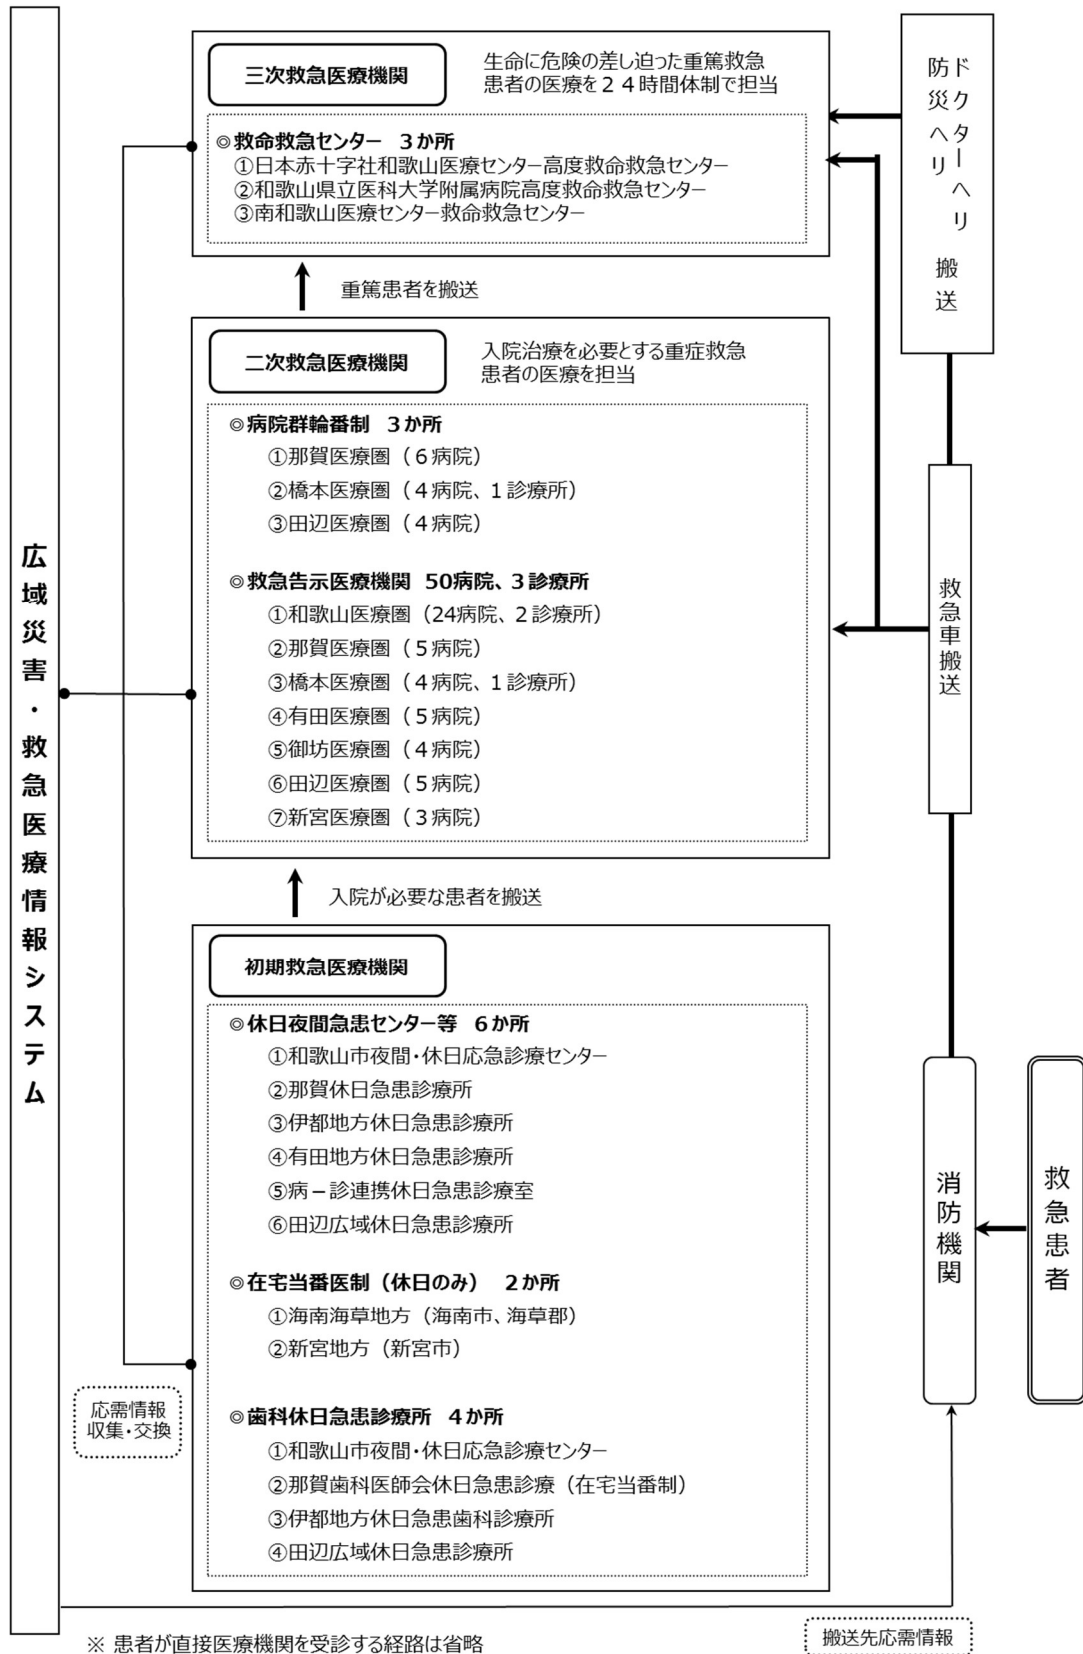 広域災害・救急医療情報システム
三次救急医療機関
生命に危険の差し迫った重篤救急
患者の医療を２４時間体制で担当
◎救命救急センター 3か所
①日本赤十字社和歌山医療センター高度救命救急センター
②和歌山県立医科大学附属病院高度救命救急センター
③南和歌山医療センター救命救急センター
重篤患者を搬送
二次救急医療機関
入院治療を必要とする重症救急
患者の医療を担当
◎病院群輪番制 3か所
①那賀医療圏（6病院）
②橋本医療圏（4病院、1診療所）
③田辺医療圏（4病院）
◎救急告示医療機関 50病院、3診療所
①和歌山医療圏（24病院、2診療所）
②那賀医療圏（5病院）
③橋本医療圏（4病院、1診療所）
④有田医療圏（5病院）
⑤御坊医療圏（4病院）
⑥田辺医療圏（5病院）
⑦新宮医療圏（3病院）
入院が必要な患者を搬送
初期救急医療機関
◎休日夜間急患センター等 6か所
①和歌山市夜間・休日応急診療センター
②那賀休日急患診療所
③伊都地方休日急患診療所
④有田地方休日急患診療所
⑤病－診連携休日急患診療室
⑥田辺広域休日急患診療所
◎在宅当番医制（休日のみ） 2か所
①海南海草地方（海南市、海草郡）
②新宮地方（新宮市）
◎歯科休日急患診療所 4か所
①和歌山市夜間・休日応急診療センター
②那賀歯科医師会休日急患診療（在宅当番制）
③伊都地方休日急患歯科診療所
④田辺広域休日急患診療所
応需情報
収集・交換
ドクターヘリ
防災ヘリ
搬送
救急車搬送
消防機関
救急患者
搬送先応需情報
※ 患者が直接医療機関を受診する経路は省略